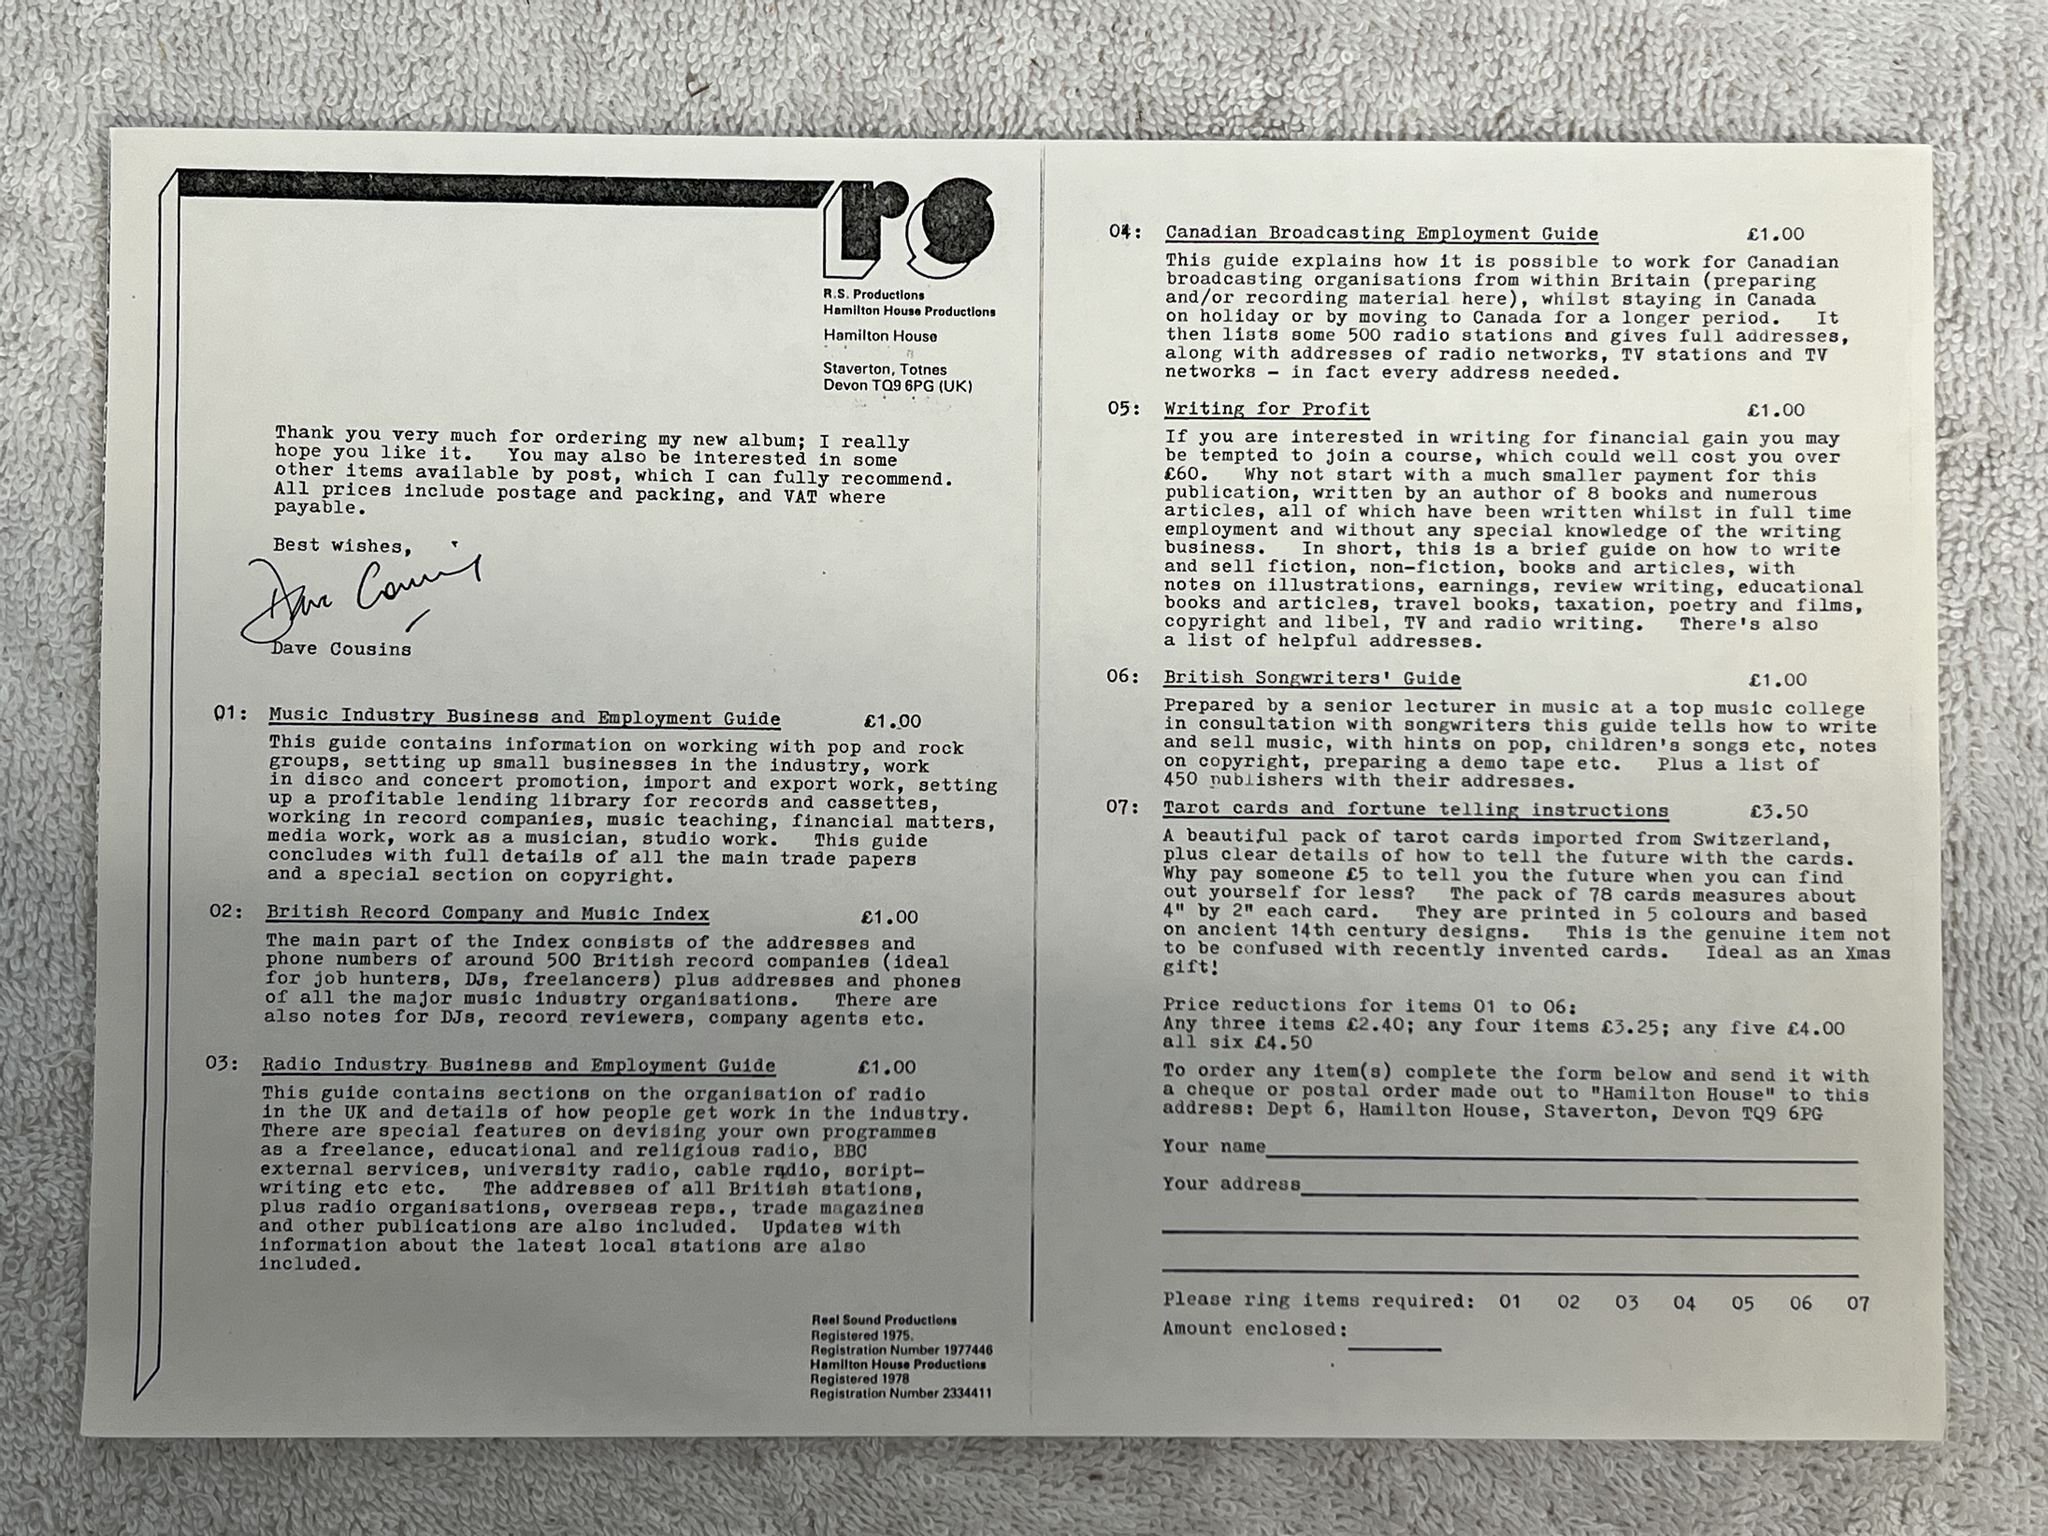 rs
R.S. Productions
Hamilton House Productions
Hamilton House
Staverton, Totnes
Devon TQ9 6PG (UK)
Thank you very much for ordering my new album; I really
hope you like it. You may also be interested in some
other items available by post, which I can fully recommend.
All prices include postage and packing, and VAT where
payable.
Best wishes,
Dave Cousins
Dave Cousins
01: Music Industry Business and Employment Guide £1.00
This guide contains information on working with pop and rock
groups, setting up small businesses in the industry, work
in disco and concert promotion, import and export work, setting
up a profitable lending library for records and cassettes,
working in record companies, music teaching, financial matters,
media work, work as a musician, studio work. This guide
concludes with full details of all the main trade papers
and a special section on copyright.
02: British Record Company and Music Index £1.00
The main part of the Index consists of the addresses and
phone numbers of around 500 British record companies (ideal
for job hunters, DJs, freelancers) plus addresses and phones
of all the major music industry organisations. There are
also notes for DJs, record reviewers, company agents etc.
03: Radio Industry Business and Employment Guide £1.00
This guide contains sections on the organisation of radio
in the UK and details of how people get work in the industry.
There are special features on devising your own programmes
as a freelance, educational and religious radio, BBC
external services, university radio, cable radio, script-
writing etc etc. The addresses of all British stations,
plus radio organisations, overseas reps., trade magazines
and other publications are also included. Updates with
information about the latest local stations are also
included.
Reel Sound Productions
Registered 1975.
Registration Number 1977446
Hamilton House Productions
Registered 1978
Registration Number 2334411
04: Canadian Broadcasting Employment Guide £1.00
This guide explains how it is possible to work for Canadian
broadcasting organisations from within Britain (preparing
and/or recording material here), whilst staying in Canada
on holiday or by moving to Canada for a longer period. It
then lists some 500 radio stations and gives full addresses,
along with addresses of radio networks, TV stations and TV
networks - in fact every address needed.
05: Writing for Profit £1.00
If you are interested in writing for financial gain you may
be tempted to join a course, which could well cost you over
£60. Why not start with a much smaller payment for this
publication, written by an author of 8 books and numerous
articles, all of which have been written whilst in full time
employment and without any special knowledge of the writing
business. In short, this is a brief guide on how to write
and sell fiction, non-fiction, books and articles, with
notes on illustrations, earnings, review writing, educational
books and articles, travel books, taxation, poetry and films,
copyright and libel, TV and radio writing. There's also
a list of helpful addresses.
06: British Songwriters' Guide £1.00
Prepared by a senior lecturer in music at a top music college
in consultation with songwriters this guide tells how to write
and sell music, with hints on pop, children's songs etc, notes
on copyright, preparing a demo tape etc. Plus a list of
450 publishers with their addresses.
07: Tarot cards and fortune telling instructions £3.50
A beautiful pack of tarot cards imported from Switzerland,
plus clear details of how to tell the future with the cards.
Why pay someone £5 to tell you the future when you can find
out yourself for less? The pack of 78 cards measures about
4" by 2" each card. They are printed in 5 colours and based
on ancient 14th century designs. This is the genuine item not
to be confused with recently invented cards. Ideal as an Xmas
gift!
Price reductions for items 01 to 06:
Any three items £2.40; any four items £3.25; any five £4.00
all six £4.50
To order any item(s) complete the form below and send it with
a cheque or postal order made out to "Hamilton House" to this
address: Dept 6, Hamilton House, Staverton, Devon TQ9 6PG
Your name
Your address
Please ring items required: 01 02 03 04 05 06 07
Amount enclosed: